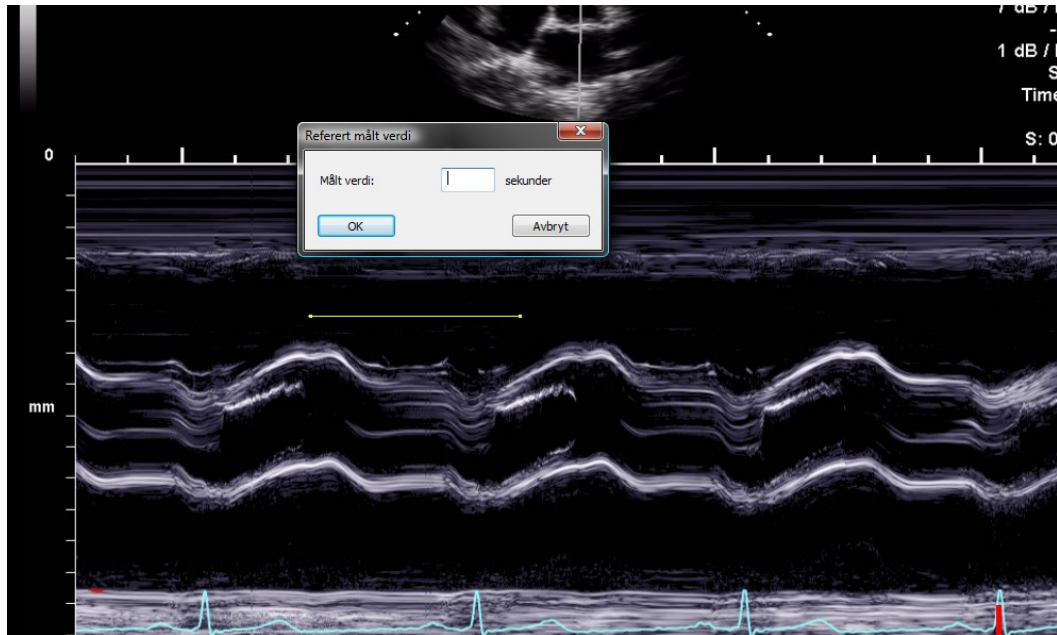 1 dB /
Time
S: 0
Referert målt verdi
Målt verdi:
sekunder
OK
Avbryt
0
mm